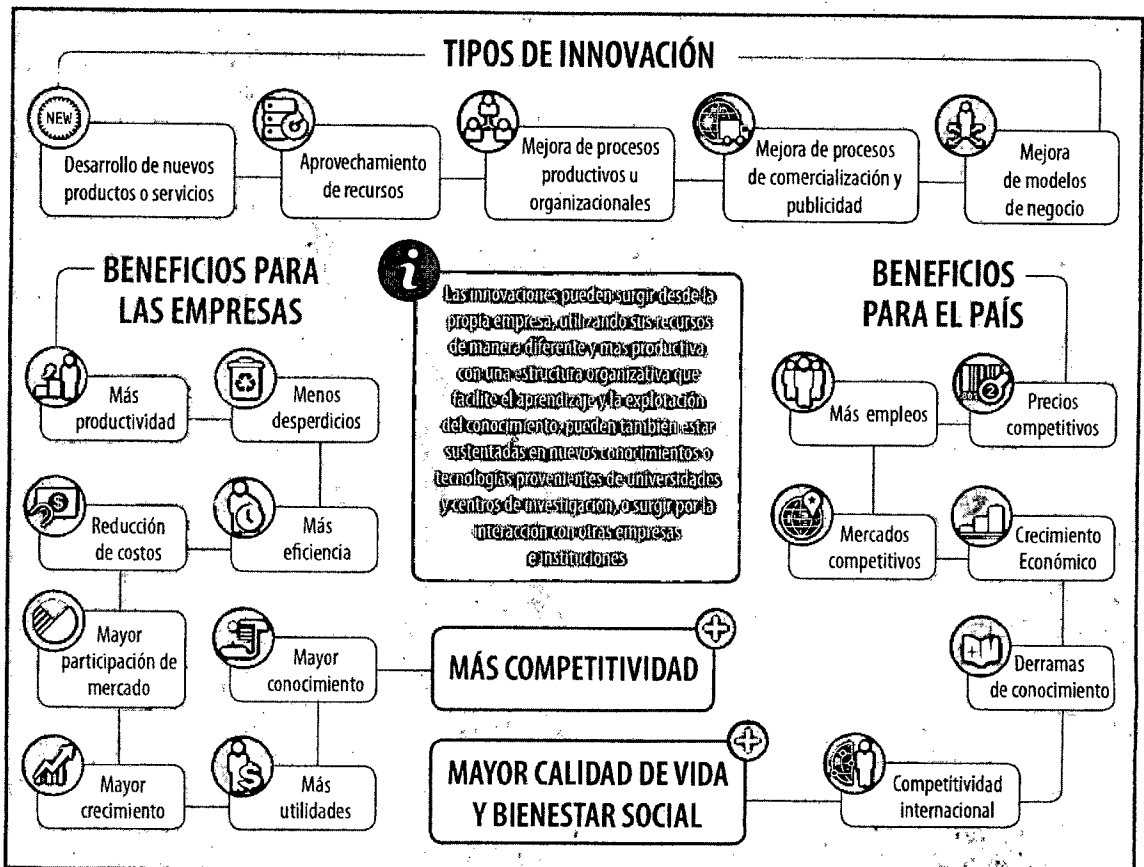 TIPOS DE INNOVACIÓN
NEW
Desarrollo de nuevos
productos o servicios
Aprovechamiento
de recursos
Mejora de procesos
productivos u
organizacionales
Mejora de procesos
de comercialización y
publicidad
Mejora
de modelos
de negocio
BENEFICIOS PARA
LAS EMPRESAS
Más
productividad
Menos
desperdicios
$
Reducción
de costos
Más
eficiencia
Mayor
participación de
mercado
Mayor
conocimiento
Mayor
crecimiento
$
Más
utilidades
i
Las innovaciones pueden surgir desde la
propia empresa, utilizando sus recursos
de manera diferente y mas productiva,
con una estructura organizativa que
facilite el aprendizaje y la explotación
del conocimiento, pueden también estar
sustentadas en nuevos conocimientos o
tecnologías provenientes de universidades
y centros de investigación, o surgir por la
interacción con otras empresas
e instituciones
MÁS COMPETITIVIDAD
MAYOR CALIDAD DE VIDA
Y BIENESTAR SOCIAL
BENEFICIOS
PARA EL PAÍS
Más empleos
2
Precios
competitivos
Mercados
competitivos
Crecimiento
Económico
Derramas
de conocimiento
Competitividad
internacional